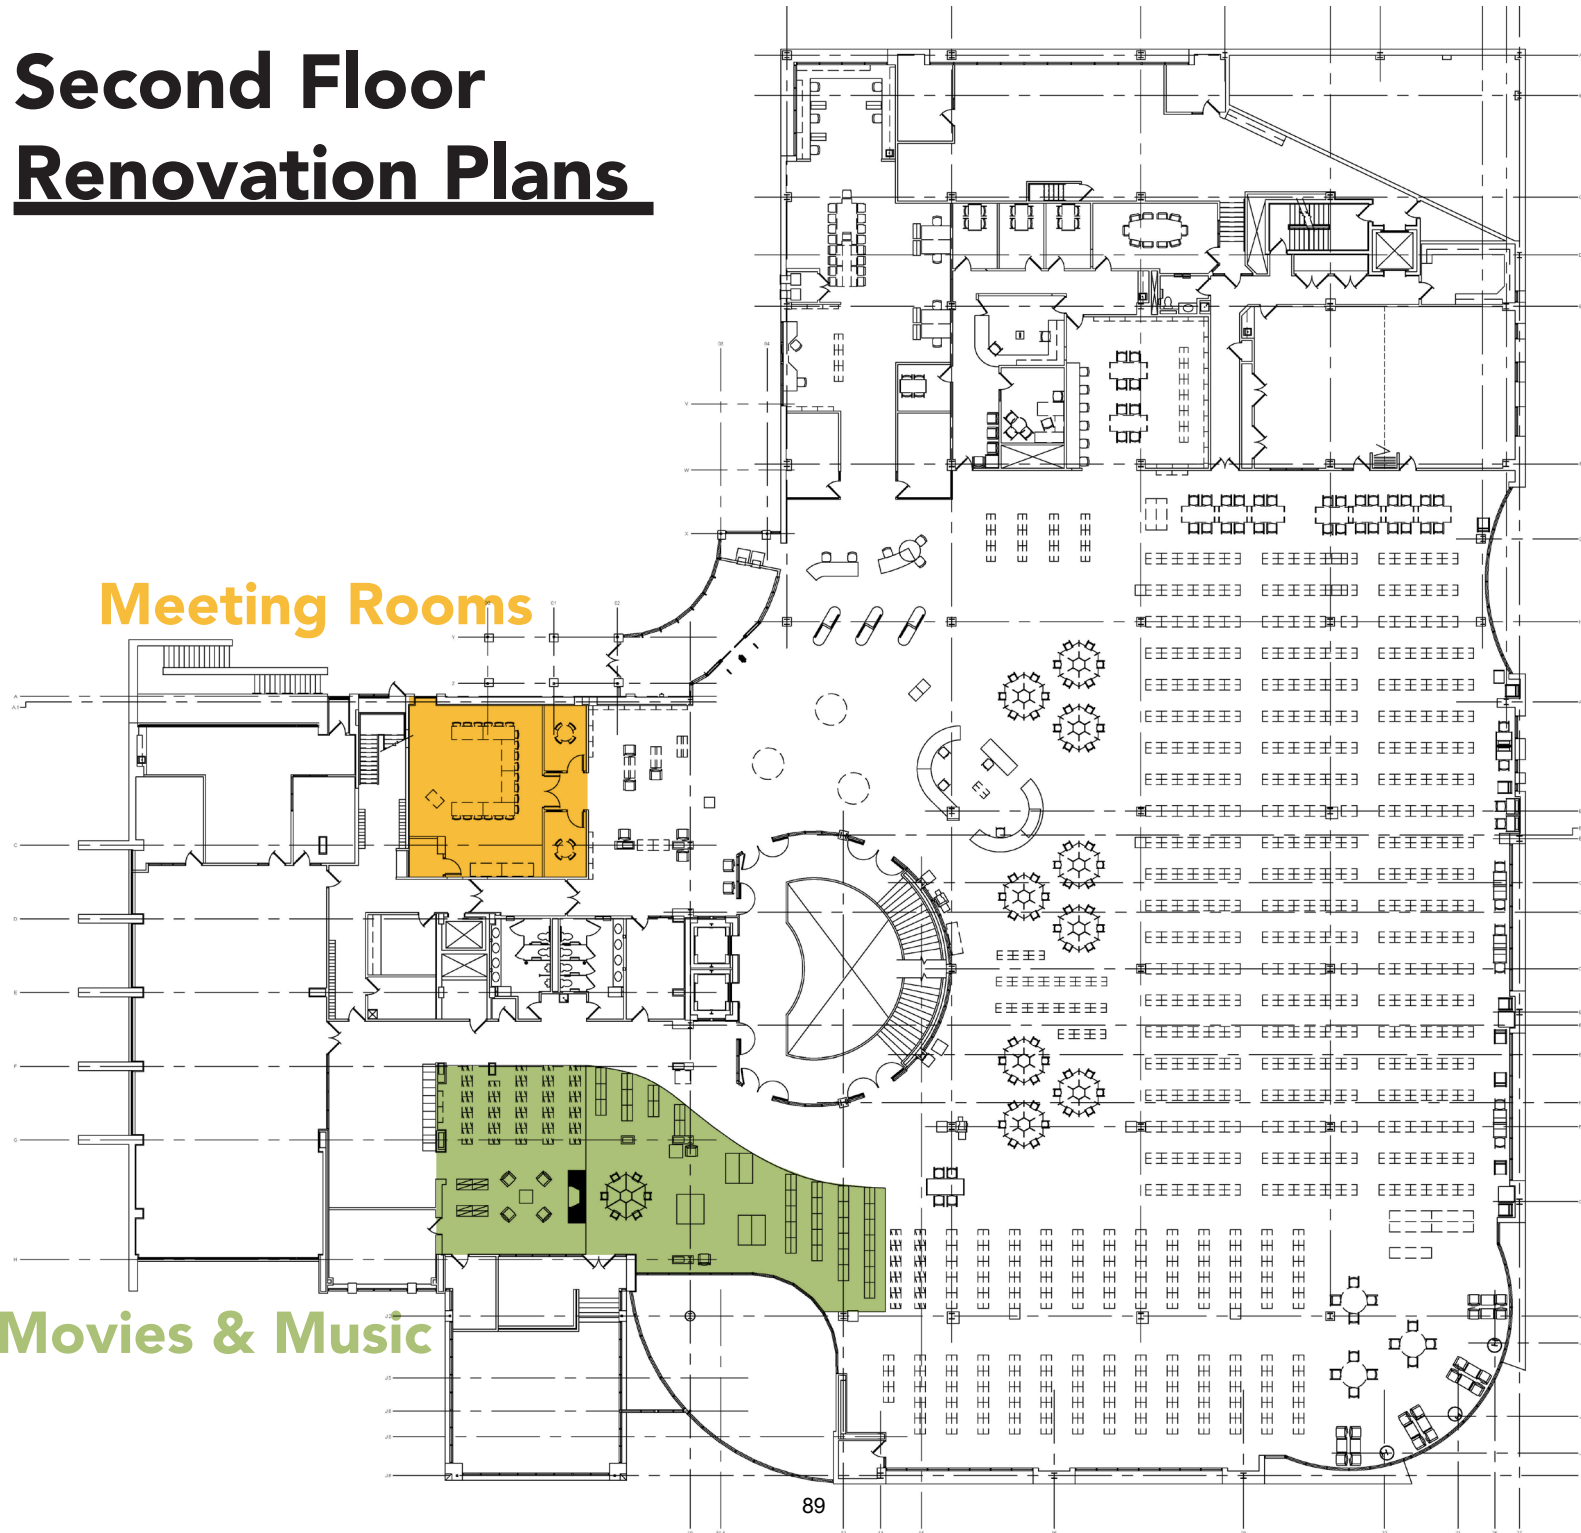 Second Floor
Renovation Plans
Meeting Rooms
Movies & Music
89